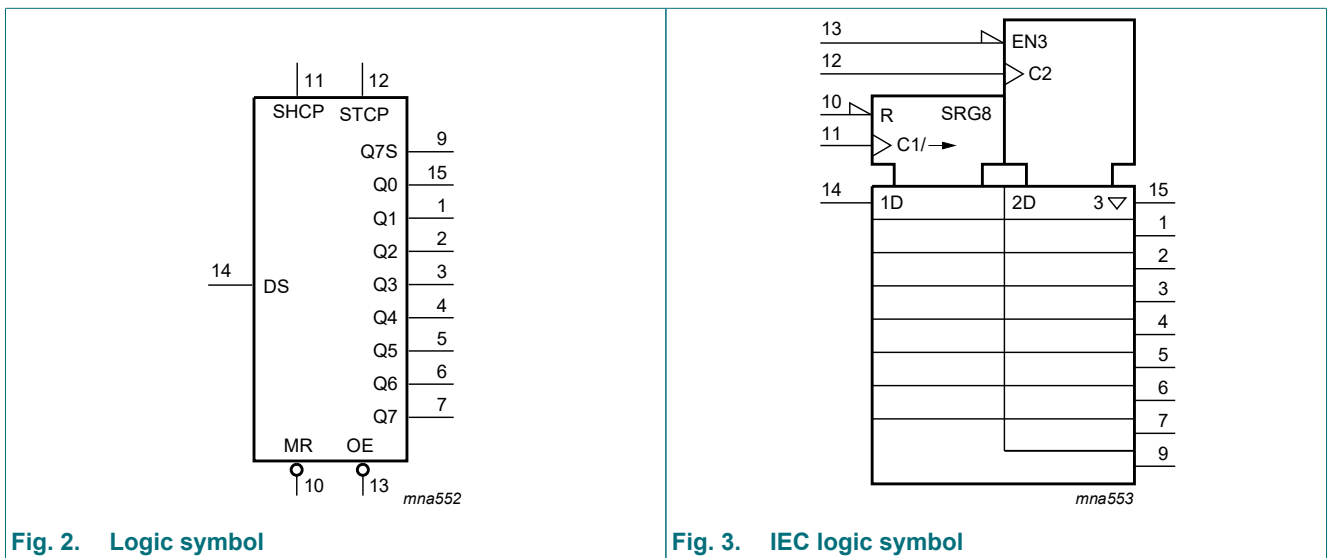 11 12
SHCP STCP
Q7S 9
Q0 15
Q1 1
Q2 2
14 DS Q3 3
Q4 4
Q5 5
Q6 6
Q7 7
MR OE
10 13
mna552
Fig. 2. Logic symbol
13 EN3
12 C2
10 R SRG8
11 C1/
14 1D 2D 3 15
1
2
3
4
5
6
7
9
mna553
Fig. 3. IEC logic symbol